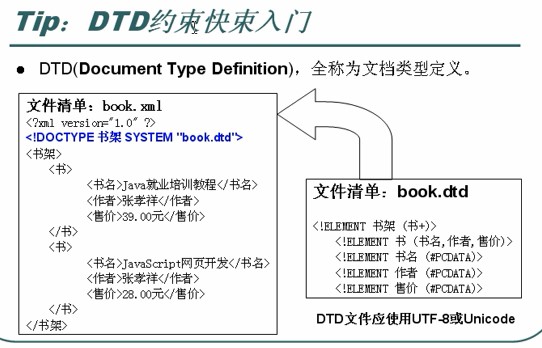 Tip：DTD约束快束入门
● DTD(Document Type Definition)，全称为文档类型定义。
文件清单：book.xml
<?xml version="1.0" ?>
<!DOCTYPE 书架 SYSTEM "book.dtd">
<书架>
<书>
<书名>Java就业培训教程</书名>
<作者>张孝祥</作者>
<售价>39.00元</售价>
</书>
<书>
<书名>JavaScript网页开发</书名>
<作者>张孝祥</作者>
<售价>28.00元</售价>
</书>
</书架>
文件清单：book.dtd
<!ELEMENT 书架 (书+)>
<!ELEMENT 书 (书名,作者,售价)>
<!ELEMENT 书名 (#PCDATA)>
<!ELEMENT 作者 (#PCDATA)>
<!ELEMENT 售价 (#PCDATA)>
DTD文件应使用UTF-8或Unicode